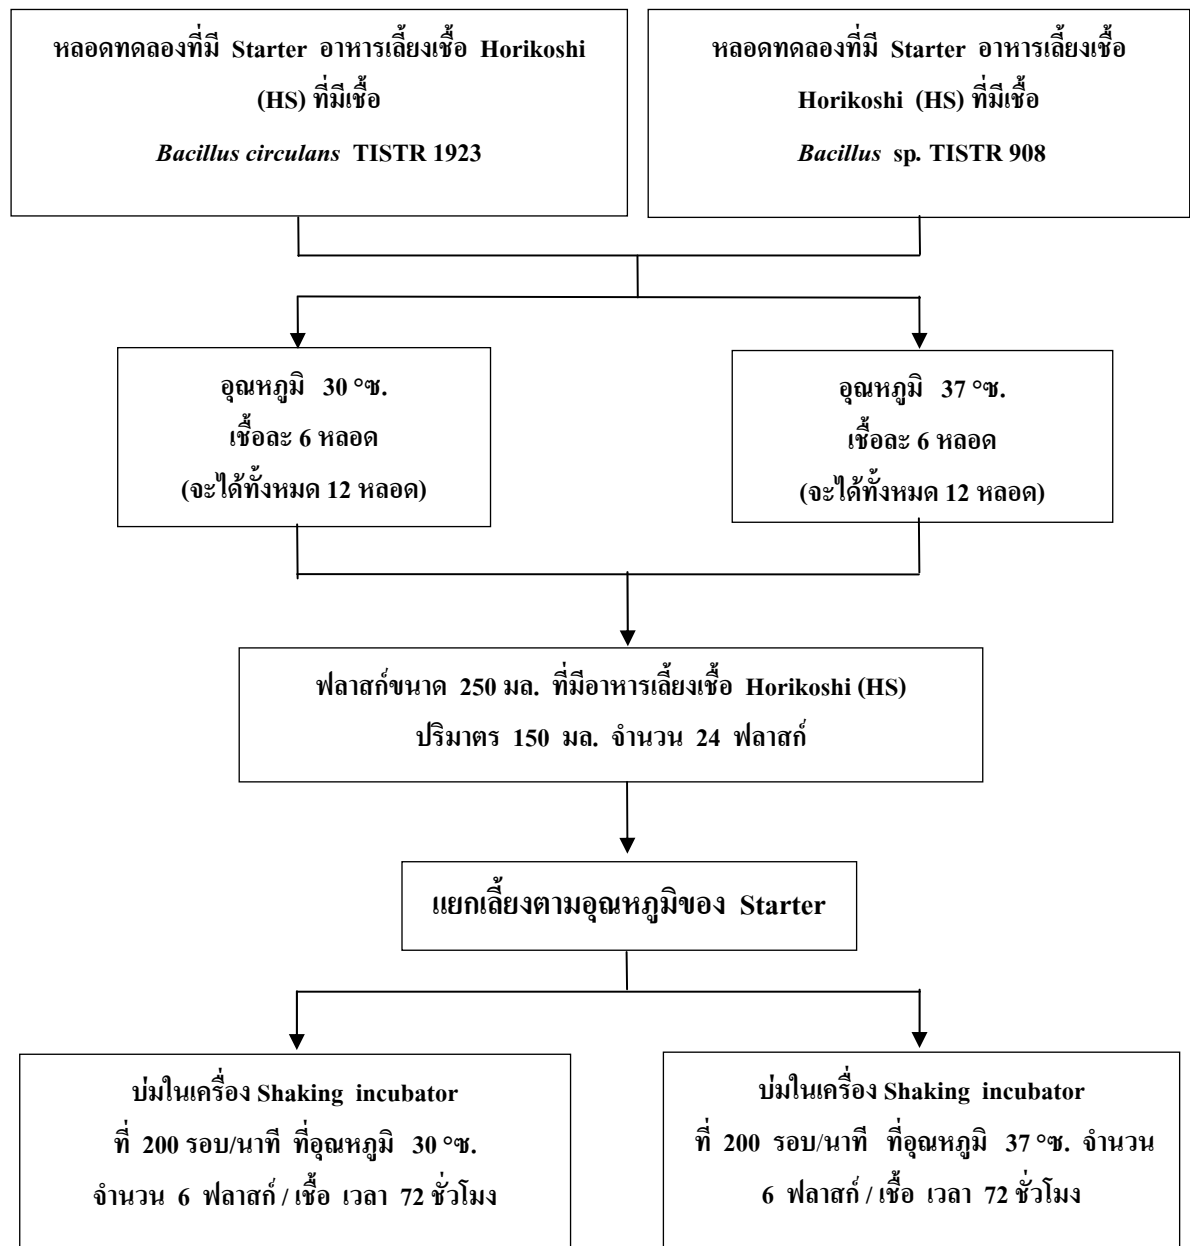 หลอดทดลองที่มี Starter อาหารเลี้ยงเชื้อ Horikoshi
(HS) ที่มีเชื้อ
Bacillus circulans TISTR 1923
หลอดทดลองที่มี Starter อาหารเลี้ยงเชื้อ
Horikoshi (HS) ที่มีเชื้อ
Bacillus sp. TISTR 908
อุณหภูมิ 30 °ซ.
เชื้อละ 6 หลอด
(จะได้ทั้งหมด 12 หลอด)
อุณหภูมิ 37 °ซ.
เชื้อละ 6 หลอด
(จะได้ทั้งหมด 12 หลอด)
ฟลาสก์ขนาด 250 มล. ที่มีอาหารเลี้ยงเชื้อ Horikoshi (HS)
ปริมาตร 150 มล. จำนวน 24 ฟลาสก์
แยกเลี้ยงตามอุณหภูมิของ Starter
บ่มในเครื่อง Shaking incubator
ที่ 200 รอบ/นาที ที่อุณหภูมิ 30 °ซ.
จำนวน 6 ฟลาสก์ / เชื้อ เวลา 72 ชั่วโมง
บ่มในเครื่อง Shaking incubator
ที่ 200 รอบ/นาที ที่อุณหภูมิ 37 °ซ. จำนวน
6 ฟลาสก์ / เชื้อ เวลา 72 ชั่วโมง